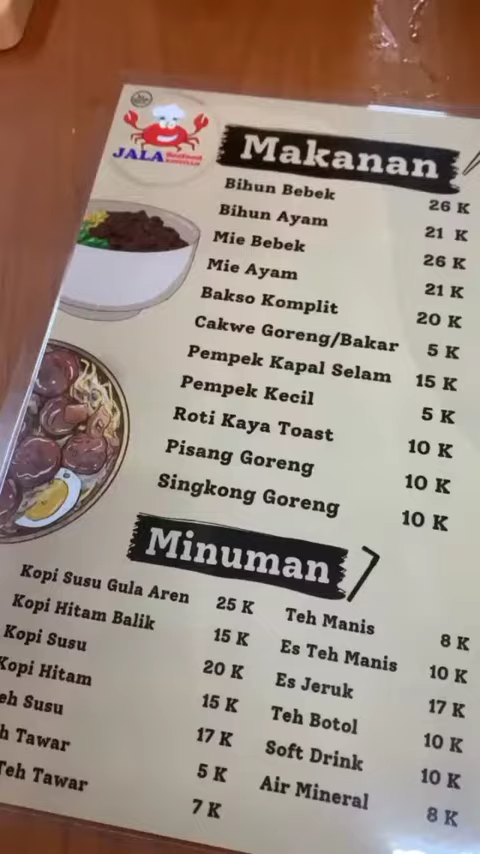 JALA Seafood
Makanan
Bihun Bebek 26 K
Bihun Ayam 21 K
Mie Bebek 26 K
Mie Ayam 21 K
Bakso Komplit 20 K
Cakwe Goreng/Bakar 5 K
Pempek Kapal Selam 15 K
Pempek Kecil 5 K
Roti Kaya Toast 10 K
Pisang Goreng 10 K
Singkong Goreng 10 K
Minuman
Kopi Susu Gula Aren 25 K
Kopi Hitam Balik 15 K
Kopi Susu 20 K
Kopi Hitam 15 K
eh Susu 17 K
h Tawar 5 K
Teh Tawar 7 K
Teh Manis 8 K
Es Teh Manis 10 K
Es Jeruk 17 K
Teh Botol 10 K
Soft Drink 10 K
Air Mineral 8 K